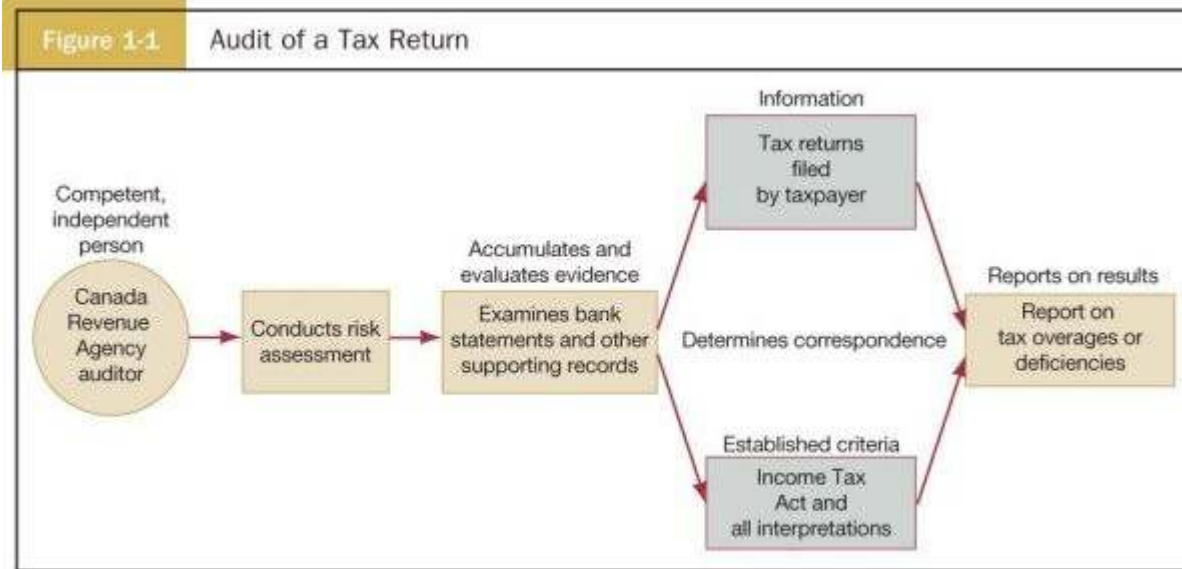 Figure 1-1 Audit of a Tax Return
Competent,
independent
person
Canada
Revenue
Agency
auditor
Conducts risk
assessment
Accumulates and
evaluates evidence
Examines bank
statements and other
supporting records
Information
Tax returns
filed
by taxpayer
Determines correspondence
Established criteria
Income Tax
Act and
all interpretations
Reports on results
Report on
tax overages or
deficiencies